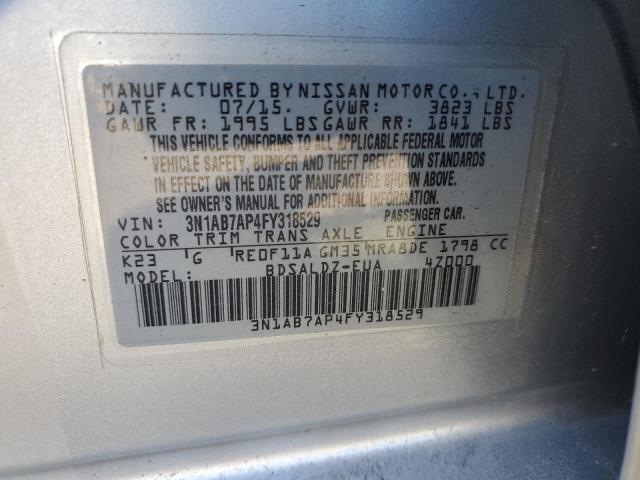 MANUFACTURED BY NISSAN MOTOR CO., LTD.
DATE: 07/15. GVWR: 3823 LBS
GAWR FR: 1995 LBS GAWR RR: 1841 LBS
THIS VEHICLE CONFORMS TO ALL APPLICABLE FEDERAL MOTOR
VEHICLE SAFETY, BUMPER AND THEFT PREVENTION STANDARDS
IN EFFECT ON THE DATE OF MANUFACTURE SHOWN ABOVE.
SEE OWNER'S MANUAL FOR ADDITIONAL INFORMATION.
VIN: 3N1AB7AP4FY318529 PASSENGER CAR.
COLOR TRIM TRANS AXLE ENGINE
K23 G RE0F11A GM35 MRA8DE 1798 CC
MODEL: BDSALDZ-EUA 4Z000
3N1AB7AP4FY318529